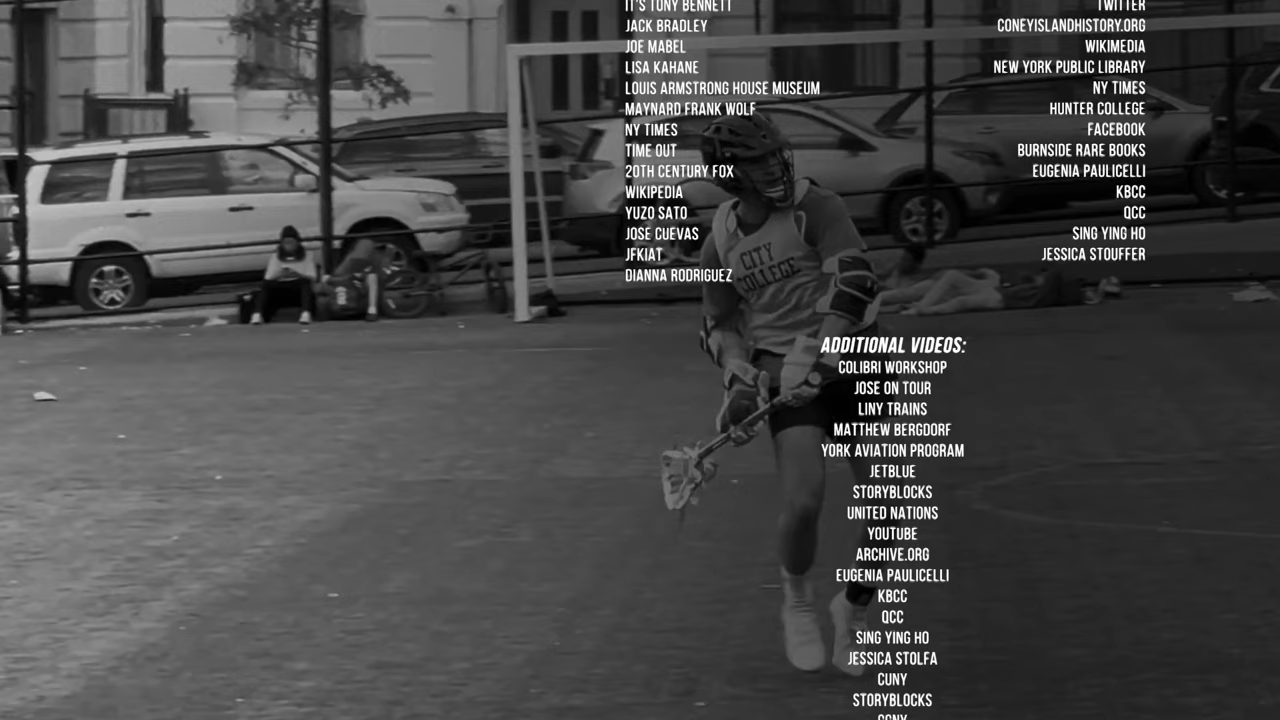 IT'S TONY BENNETT
JACK BRADLEY
JOE MABEL
LISA KAHANE
LOUIS ARMSTRONG HOUSE MUSEUM
MAYNARD FRANK WOLF
NY TIMES
TIME OUT
20TH CENTURY FOX
WIKIPEDIA
YUZO SATO
JOSE CUEVAS
JFKIAT
DIANNA RODRIGUEZ
TWITTER
CONEYISLANDHISTORY.ORG
WIKIMEDIA
NEW YORK PUBLIC LIBRARY
NY TIMES
HUNTER COLLEGE
FACEBOOK
BURNSIDE RARE BOOKS
EUGENIA PAULICELLI
KBCC
QCC
SING YING HO
JESSICA STOUFFER
CITY
COLLEGE
ADDITIONAL VIDEOS:
COLIBRI WORKSHOP
JOSE ON TOUR
LINY TRAINS
MATTHEW BERGDORF
YORK AVIATION PROGRAM
JETBLUE
STORYBLOCKS
UNITED NATIONS
YOUTUBE
ARCHIVE.ORG
EUGENIA PAULICELLI
KBCC
QCC
SING YING HO
JESSICA STOLFA
CUNY
STORYBLOCKS
CCNY